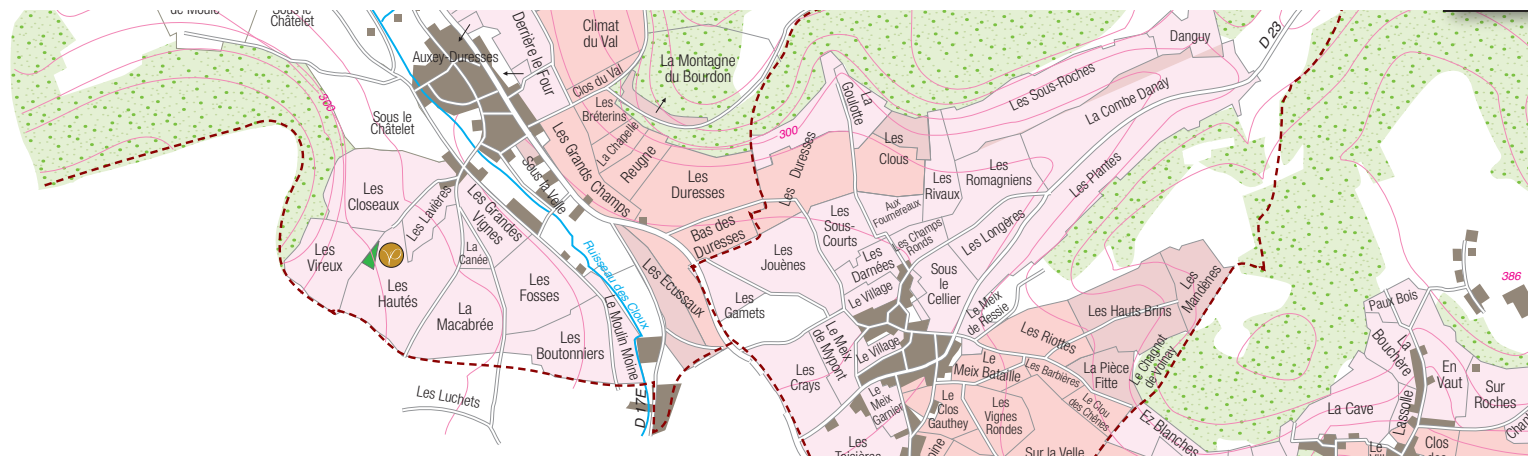 de Moule
Sous le
Châtelet
Derrière le Four
Climat
du Val
La Montagne
du Bourdon
Danguy
D 23
Auxey-Duresses
Clos du Val
Les Sous-Roches
La
Goulotte
La Combe Danay
300
Sous le
Châtelet
Les
Bréterins
La Chapelle
Reugne
Les Grands Champs
300
Les Duresses
Les
Clous
Les
Duresses
Les
Rivaux
Les
Romagniens
Les Plantes
Sous la Velle
Les
Closeaux
Les Lavières
Les Grandes
Vignes
Aux
Fournereaux
Les
Sous-
Courts
Les Champs
Ronds
Les Longères
Bas des
Duresses
Les
Vireux
La
Canée
Les
Jouènes
Les
Darnées
Sous
le
Cellier
Les Ecussaux
Ruisseau des Cloux
Les
Hautés
Les
Fosses
Les
Gamets
Le Village
Le Meix
de Ressie
Les
Mandènes
386
La
Macabrée
Les Hauts Brins
Paux Bois
Les
Boutonniers
Le Moulin Moine
Le Meix
de Mypont
Le Village
Les Riottes
La
Bouchère
Les
Crays
Le
Meix Bataille
Les Barbières
La Pièce
Fitte
Le Chagnot
de Volnay
En
Vaut
Sur
Roches
Les Luchets
D 17E
Le
Meix
Garnier
Le
Clos
Gauthey
Les
Vignes
Rondes
Le Clou
des Chênes
Ez Blanches
La Cave
Lassolle
Les
Sur la Velle
Le
Clos